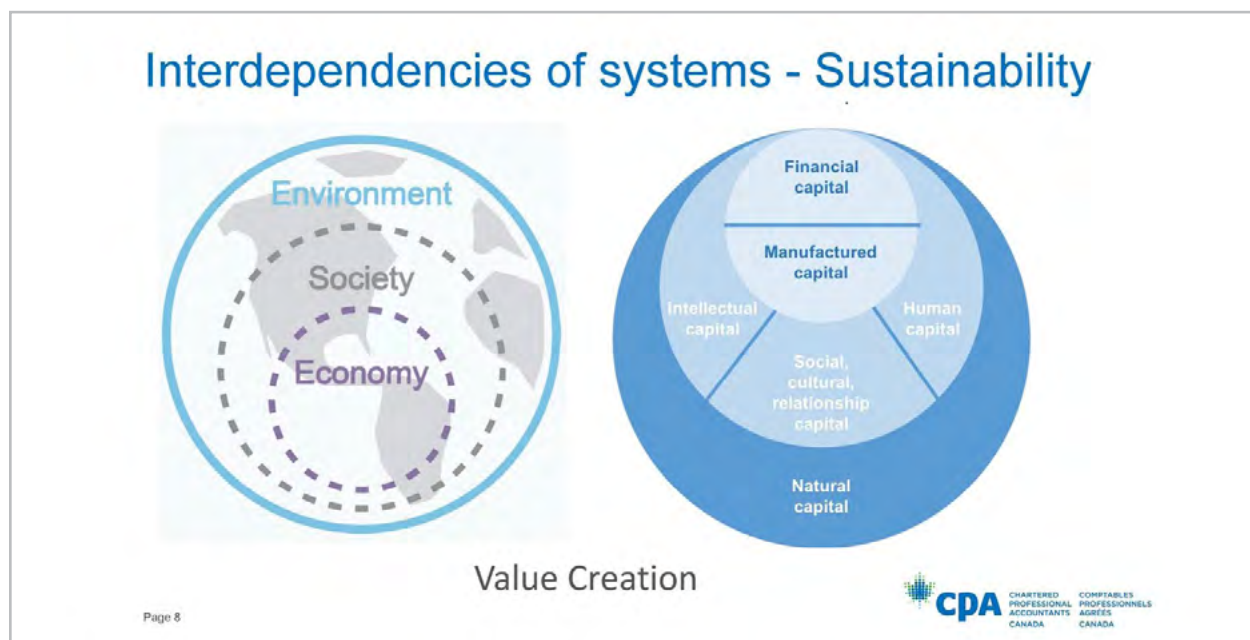 Interdependencies of systems - Sustainability
Environment
Society
Economy
Financial
capital
Manufactured
capital
Intellectual
capital
Human
capital
Social,
cultural,
relationship
capital
Natural
capital
Value Creation
Page 8
CPA
CHARTERED
PROFESSIONAL
ACCOUNTANTS
CANADA
COMPTABLES
PROFESSIONNELS
AGRÉÉS
CANADA